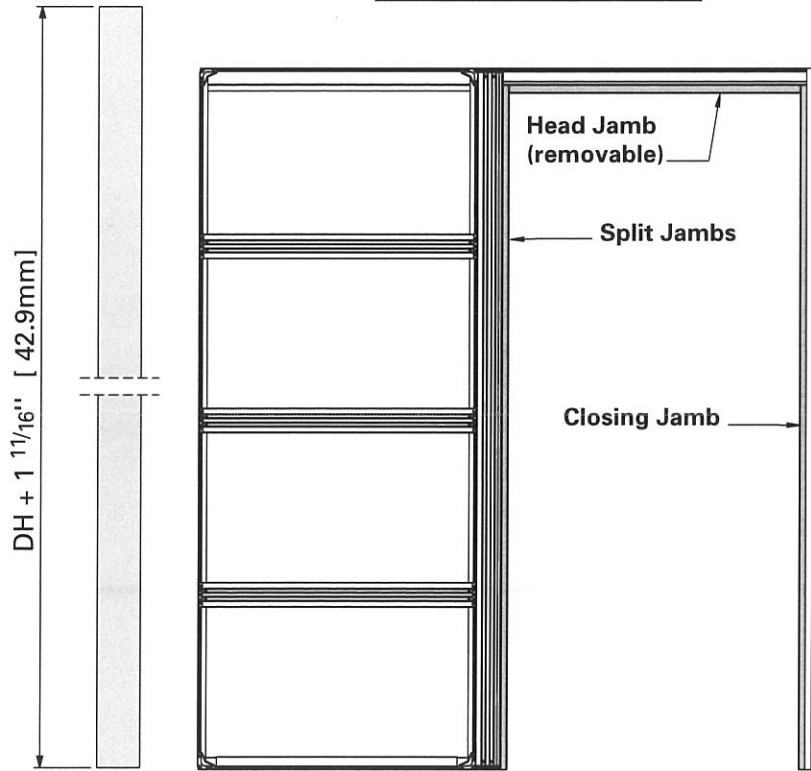 Head Jamb
(removable)
Split Jambs
Closing Jamb
DH + 1 11/16" [ 42.9mm]